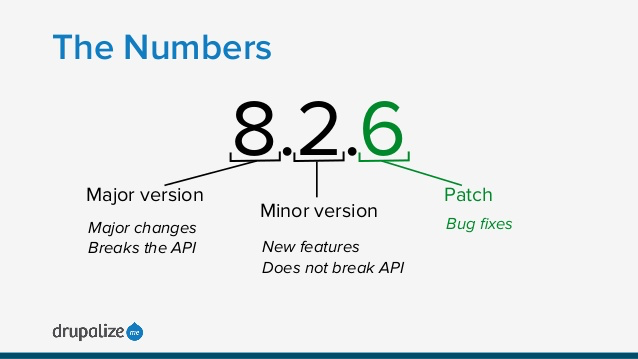 The Numbers
8.2.6
Major version
Major changes
Breaks the API
Minor version
New features
Does not break API
Patch
Bug fixes
drupalize me